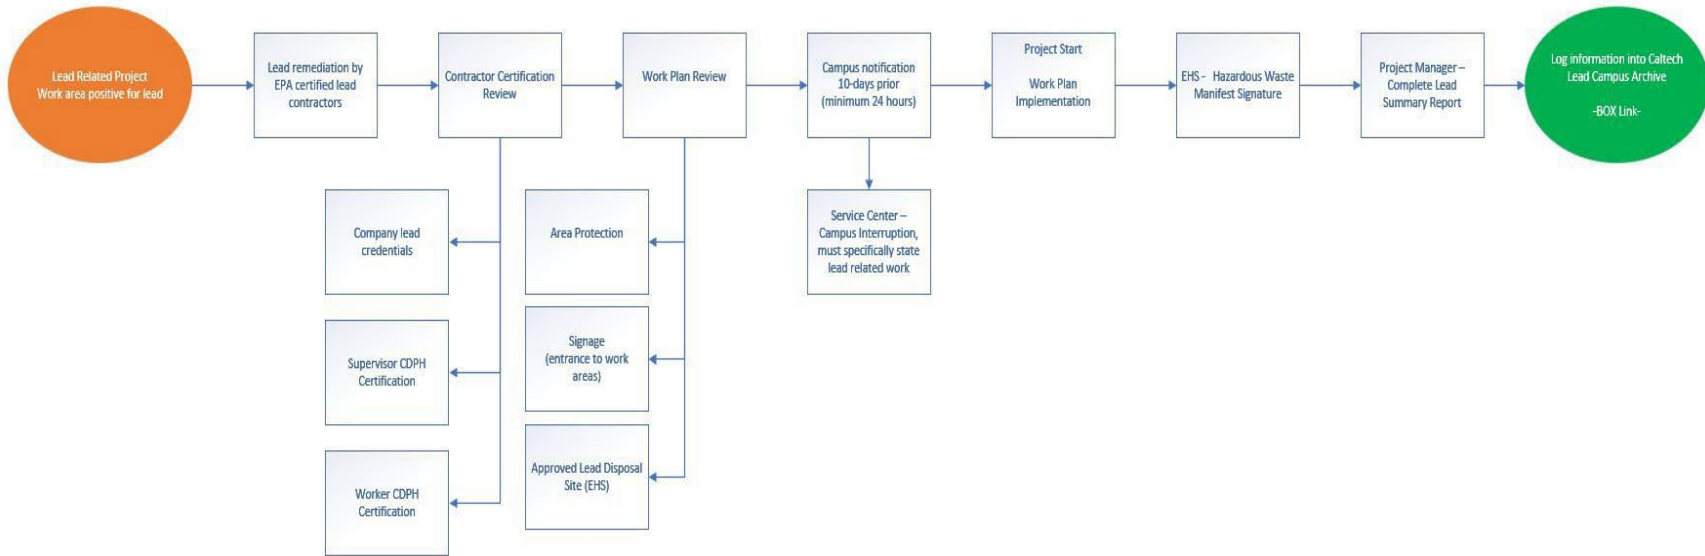 Lead Related Project
Work area positive for lead
Lead remediation by
EPA certified lead
contractors
Contractor Certification
Review
Work Plan Review
Campus notification
10-days prior
(minimum 24 hours)
Project Start
Work Plan
Implementation
EHS - Hazardous Waste
Manifest Signature
Project Manager –
Complete Lead
Summary Report
Log information into Caltech
Lead Campus Archive
-BOX Link-
Company lead
credentials
Supervisor CDPH
Certification
Worker CDPH
Certification
Area Protection
Signage
(entrance to work
areas)
Approved Lead Disposal
Site (EHS)
Service Center –
Campus Interruption,
must specifically state
lead related work